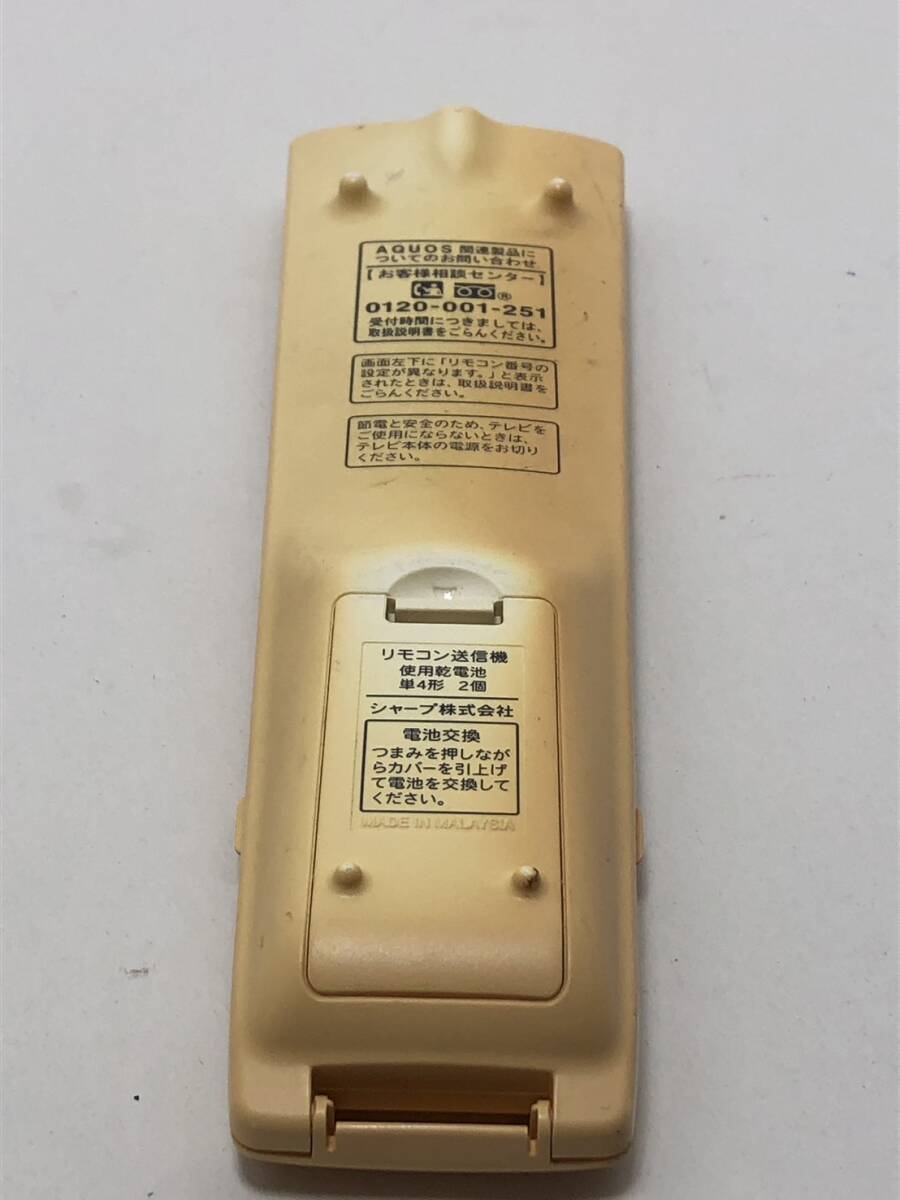 AQUOS 関連製品に
ついてのお問い合わせ
【お客様相談センター】
®
0120-001-251
受付時間につきましては、
取扱説明書をごらんください。
画面左下に「リモコン番号の
設定が異なります。」と表示
されたときは、取扱説明書を
ごらんください。
節電と安全のため、テレビを
ご使用にならないときは、
テレビ本体の電源をお切り
ください。
リモコン送信機
使用乾電池
単4形 2個
シャープ株式会社
電池交換
つまみを押しなが
らカバーを引上げ
て電池を交換して
ください。
MADE IN MALAYSIA